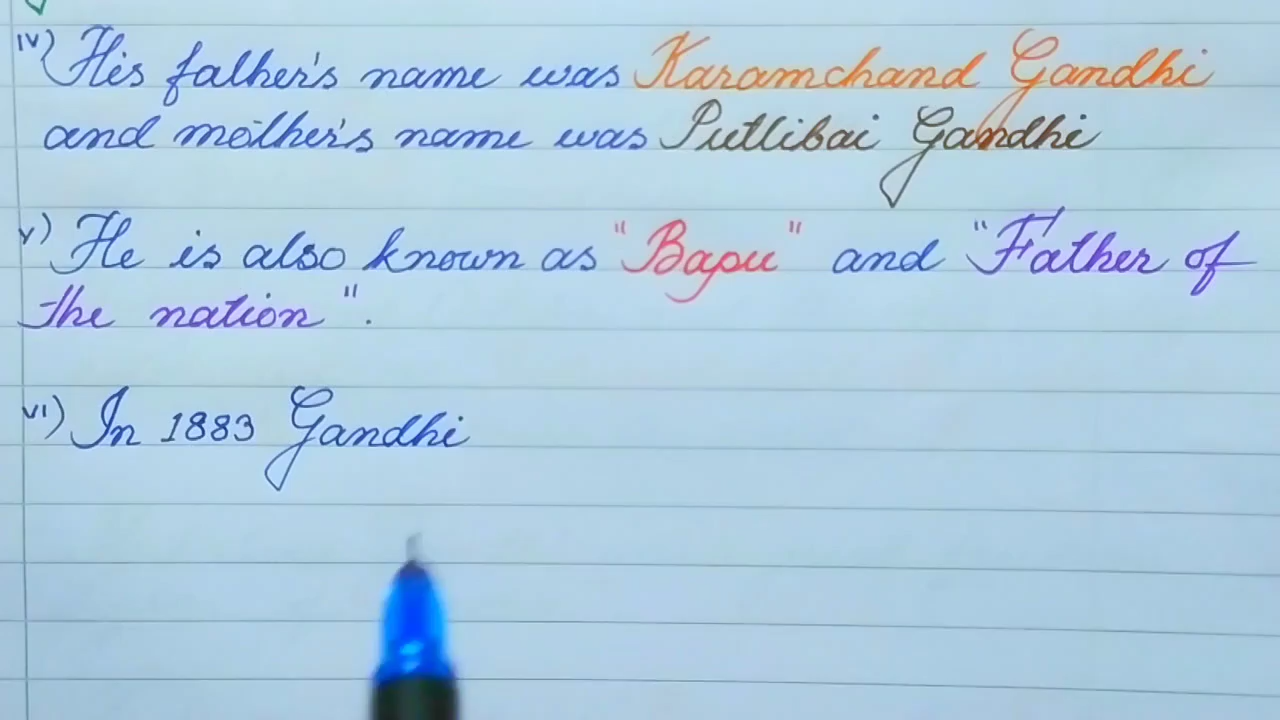 iv) His father's name was Karamchand Gandhi
and mother's name was Putlibai Gandhi
v) He is also known as "Bapu" and "Father of
the nation".
vi) In 1883 Gandhi